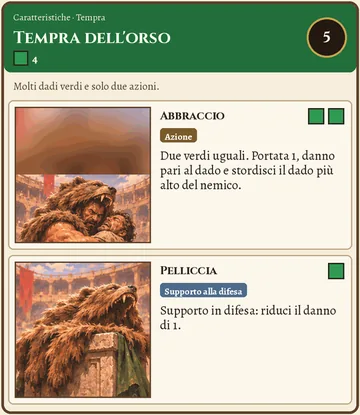 Caratteristiche · Tempra
Tempra dell'orso
5
4
Molti dadi verdi e solo due azioni.
Abbraccio
Azione
Due verdi uguali. Portata 1, danno
pari al dado e stordisci il dado più
alto del nemico.
Pelliccia
Supporto alla difesa
Supporto in difesa: riduci il danno
di 1.